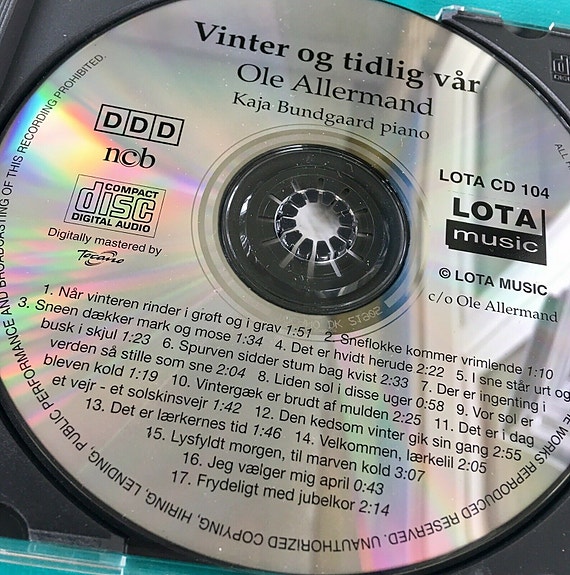 Vinter og tidlig vår
Ole Allermand
Kaja Bundgaard piano
DDD
ncb
COMPACT
disc
DIGITAL AUDIO
Digitally mastered by
LOTA CD 104
LOTA
music
© LOTA MUSIC
c/o Ole Allermand
1. Når vinteren rinder i grøft og i grav 1:51 2. Sneflokke kommer vrimlende 1:10
3. Sneen dækker mark og mose 1:34 4. Det er hvidt herude 2:22 5. I sne står urt og
busk i skjul 1:23 6. Spurven sidder stum bag kvist 2:33 7. Der er ingenting i
verden så stille som sne 2:04 8. Liden sol i disse uger 0:58 9. Vor sol er
bleven kold 1:19 10. Vintergæk er brudt af mulden 2:25 11. Det er i dag
et vejr - et solskinsvejr 1:42 12. Den kedsom vinter gik sin gang 2:55
13. Det er lærkernes tid 1:46 14. Velkommen, lærkelil 2:05
15. Lysfyldt morgen, til marven kold 3:07
16. Jeg vælger mig april 0:43
17. Frydeligt med jubelkor 2:14
WORKS REPRODUCED RESERVED. UNAUTHORIZED COPYING, HIRING, LENDING, PUBLIC PERFORMANCE AND BROADCASTING OF THIS RECORDING PROHIBITED.